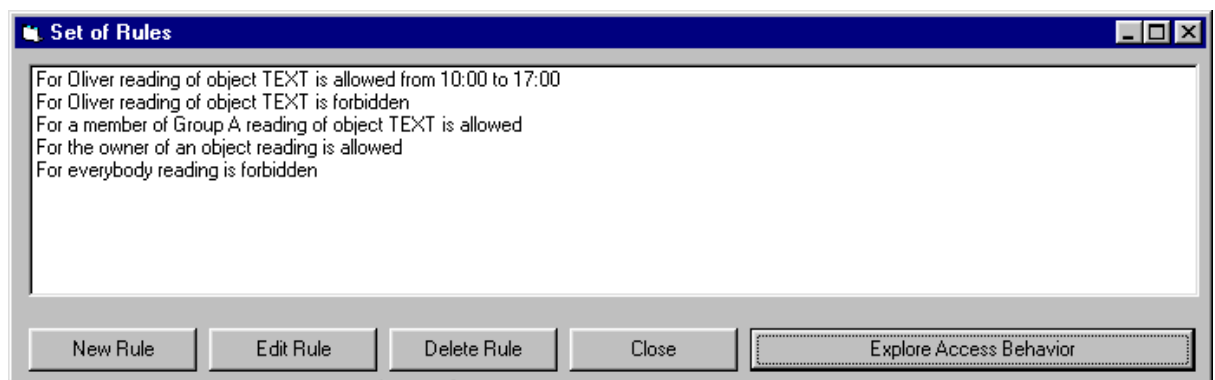 Set of Rules
For Oliver reading of object TEXT is allowed from 10:00 to 17:00
For Oliver reading of object TEXT is forbidden
For a member of Group A reading of object TEXT is allowed
For the owner of an object reading is allowed
For everybody reading is forbidden
New Rule Edit Rule Delete Rule Close Explore Access Behavior